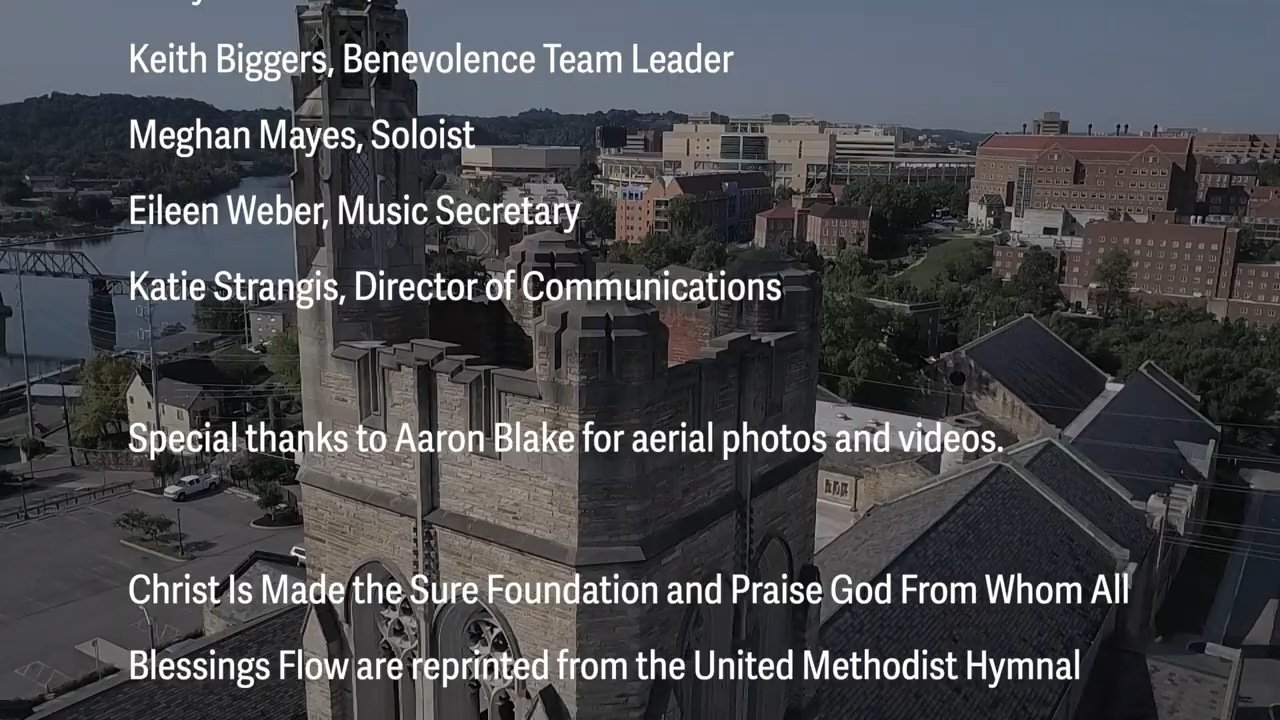 Keith Biggers, Benevolence Team Leader
Meghan Mayes, Soloist
Eileen Weber, Music Secretary
Katie Strangis, Director of Communications
Special thanks to Aaron Blake for aerial photos and videos.
Christ Is Made the Sure Foundation and Praise God From Whom All
Blessings Flow are reprinted from the United Methodist Hymnal